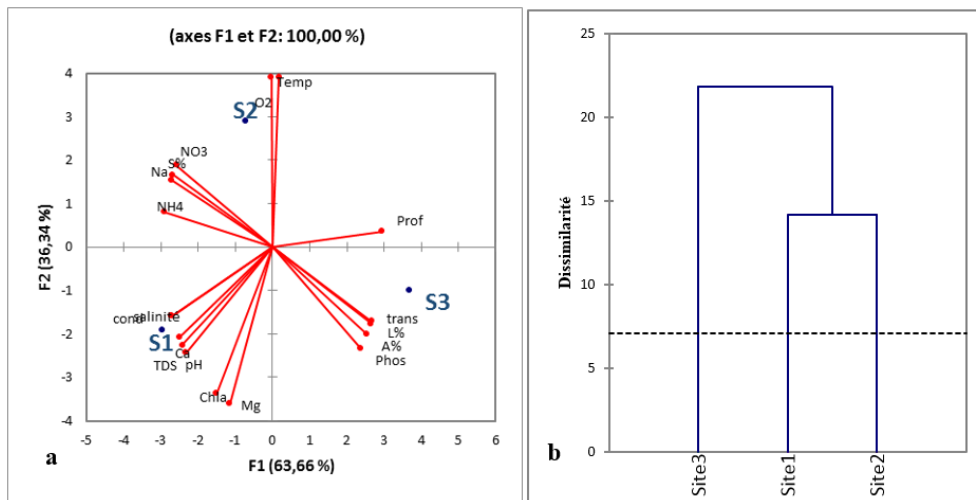 (axes F1 et F2: 100,00 %)
F2 (36,34 %)
4
3
2
1
0
-1
-2
-3
-4
Temp
O2
S2
NO3
S%
Na
NH4
Prof
S3
salinité
cond
trans
S1
L%
Ca
A%
TDS
pH
Phos
Chla
Mg
-5 -4 -3 -2 -1 0 1 2 3 4 5 6
a
F1 (63,66 %)
Dissimilarité
25
20
15
10
5
0
b
Site3
Site1
Site2